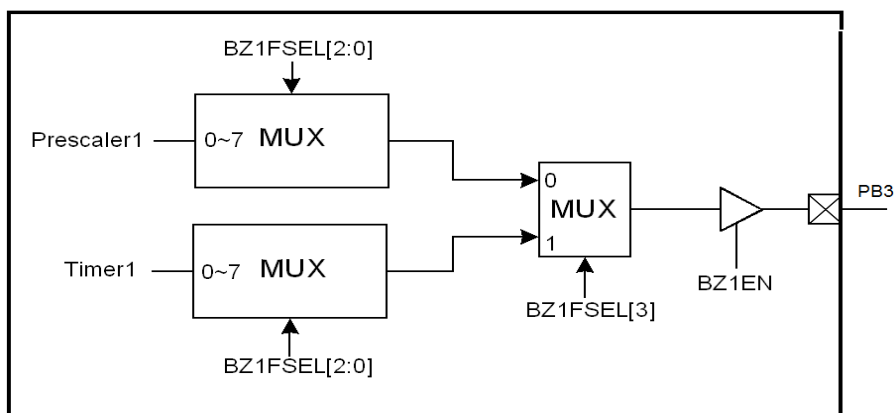 BZ1FSEL[2:0]
Prescaler1
0~7 MUX
0
MUX
1
PB3
Timer1
0~7 MUX
BZ1EN
BZ1FSEL[3]
BZ1FSEL[2:0]